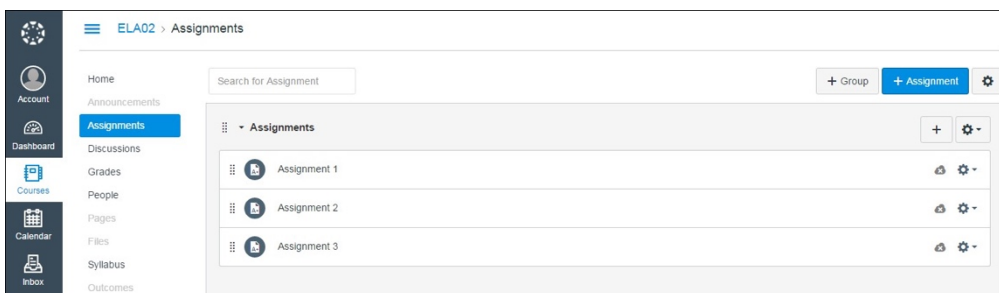 ELA02 > Assignments
Account
Dashboard
Courses
Calendar
Inbox
Home
Announcements
Assignments
Discussions
Grades
People
Pages
Files
Syllabus
Outcomes
Search for Assignment
+ Group
+ Assignment
Assignments
+
Assignment 1
Assignment 2
Assignment 3